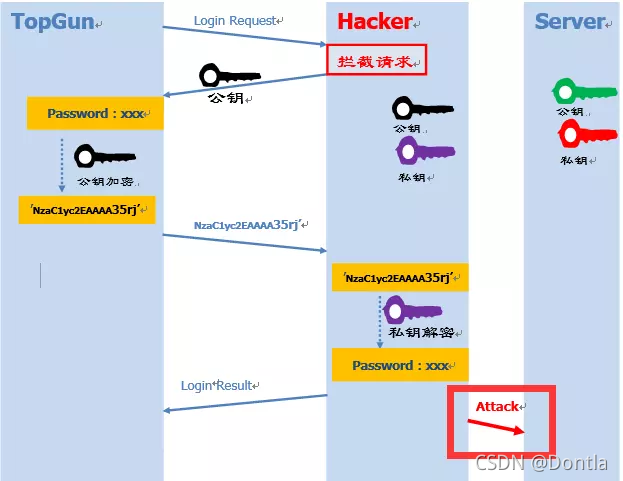 TopGun
Hacker
Server
Login Request
拦截请求
公钥
公钥
公钥
Password：xxx
私钥
私钥
公钥加密
'NzaC1yc2EAAAA35rj'
NzaC1yc2EAAAA35rj'
'NzaC1yc2EAAAA35rj'
私钥解密
Password：xxx
Login Result
Attack
CSDN @Dontla